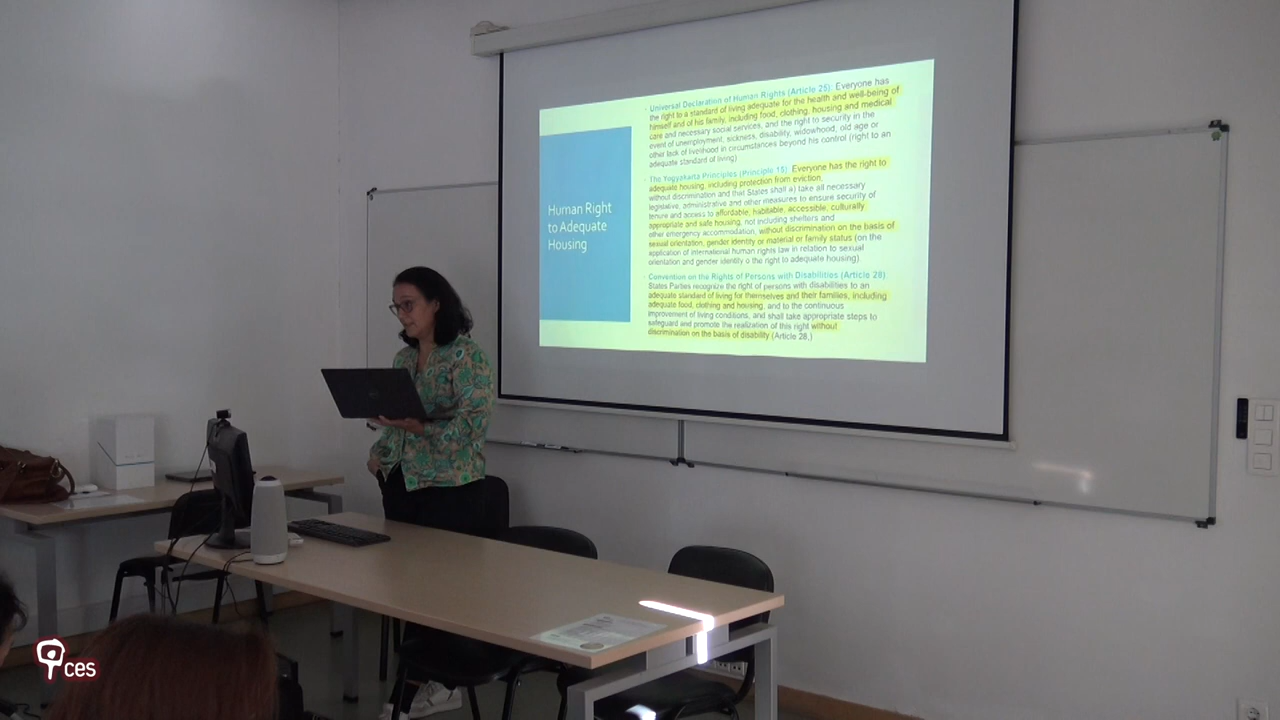 Human Right
to Adequate
Housing
- Universal Declaration of Human Rights (Article 25): Everyone has
the right to a standard of living adequate for the health and well-being of
himself and of his family, including food, clothing, housing and medical
care and necessary social services, and the right to security in the
event of unemployment, sickness, disability, widowhood, old age or
other lack of livelihood in circumstances beyond his control (right to an
adequate standard of living)
- The Yogyakarta Principles (Principle 15): Everyone has the right to
adequate housing, including protection from eviction,
without discrimination and that States shall a) take all necessary
legislative, administrative and other measures to ensure security of
tenure and access to affordable, habitable, accessible, culturally
appropriate and safe housing, not including shelters and
other emergency accommodation, without discrimination on the basis of
sexual orientation, gender identity or material or family status (on the
application of international human rights law in relation to sexual
orientation and gender identity o the right to adequate housing)
- Convention on the Rights of Persons with Disabilities (Article 28)
States Parties recognize the right of persons with disabilities to an
adequate standard of living for themselves and their families, including
adequate food, clothing and housing, and to the continuous
improvement of living conditions, and shall take appropriate steps to
safeguard and promote the realization of this right without
discrimination on the basis of disability (Article 28,)
ces